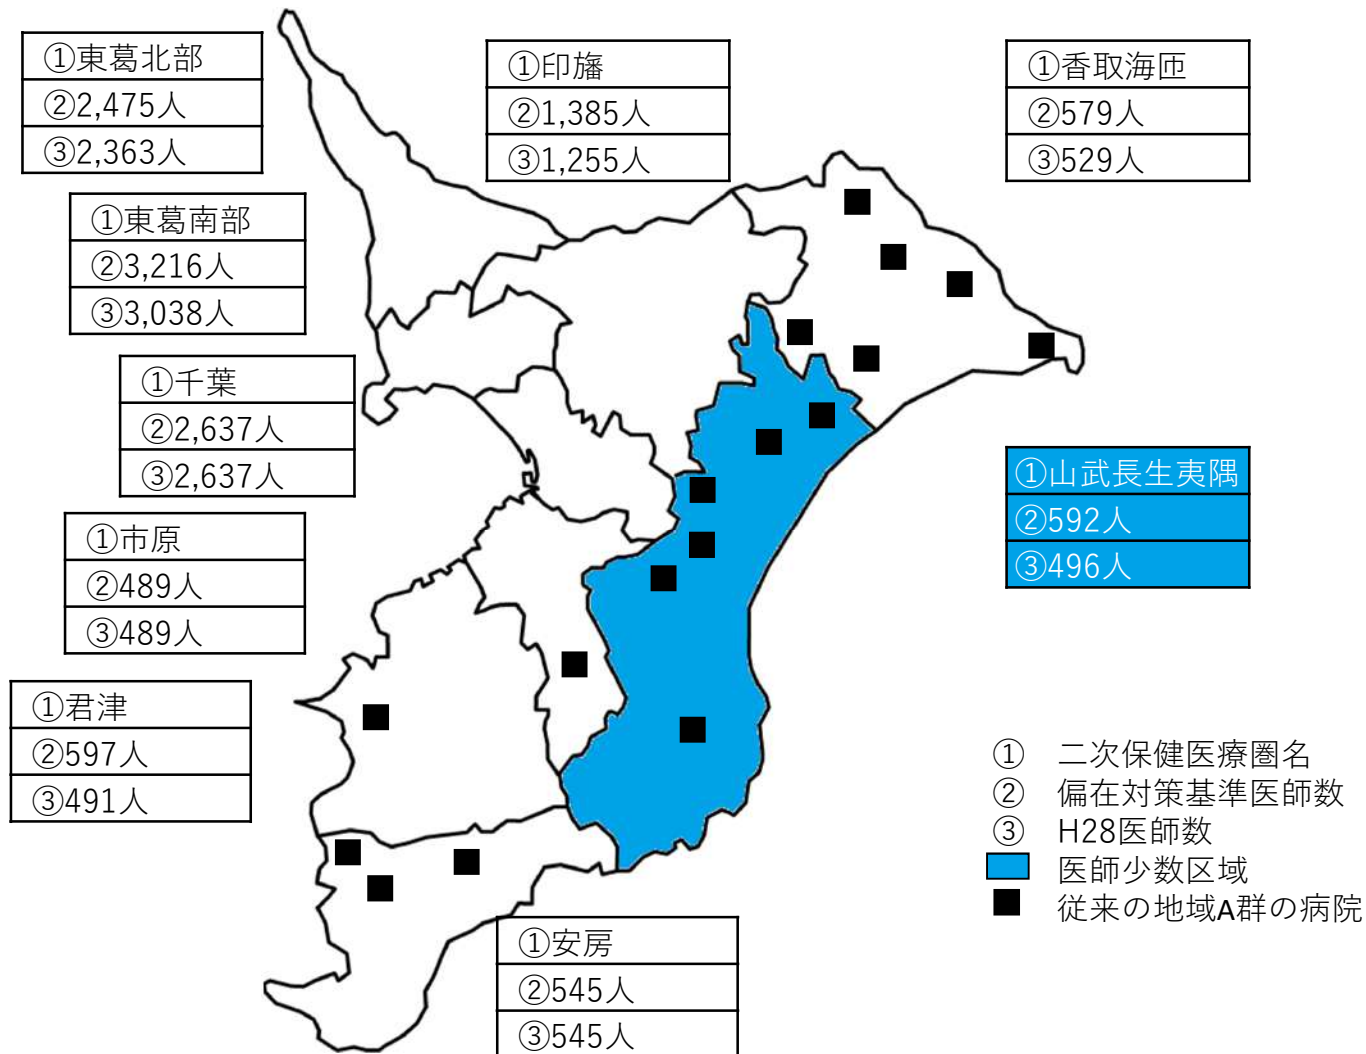 ①東葛北部
②2,475人
③2,363人
①印旛
②1,385人
③1,255人
①香取海匝
②579人
③529人
①東葛南部
②3,216人
③3,038人
①千葉
②2,637人
③2,637人
①山武長生夷隅
②592人
③496人
①市原
②489人
③489人
①君津
②597人
③491人
①安房
②545人
③545人
① 二次保健医療圏名
② 偏在対策基準医師数
③ H28医師数
医師少数区域
従来の地域A群の病院